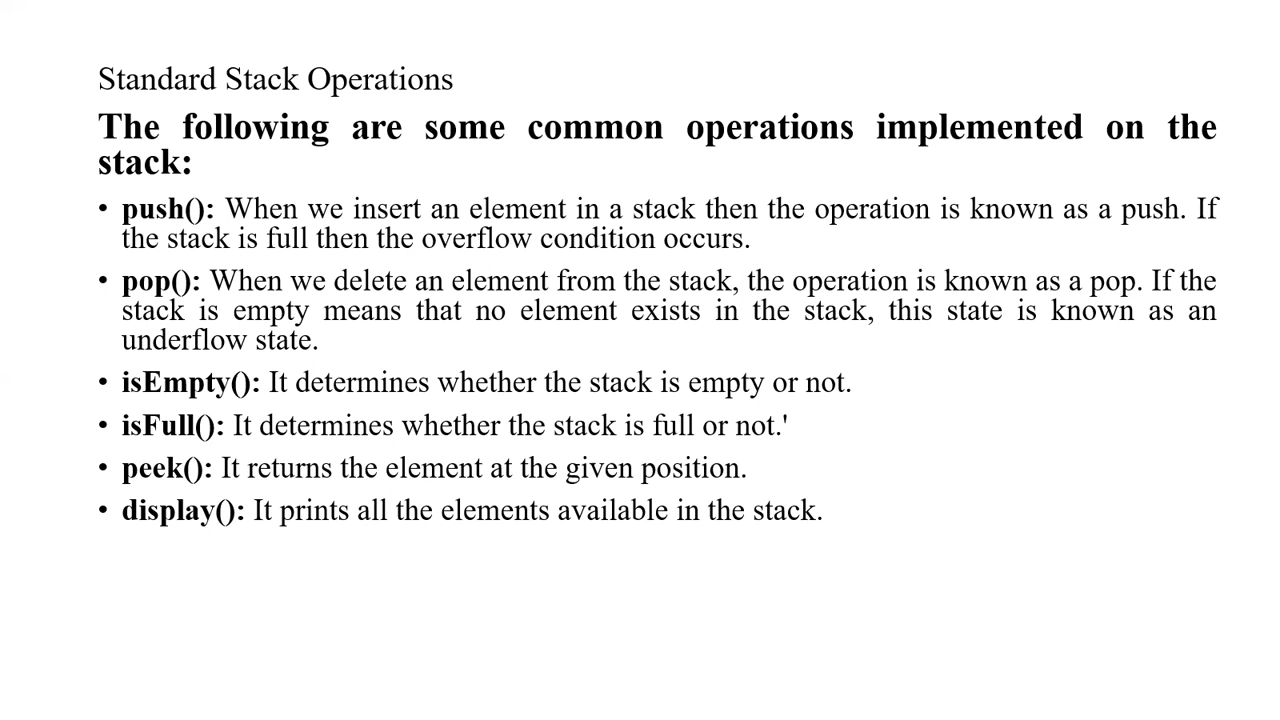 Standard Stack Operations
The following are some common operations implemented on the
stack:
• push(): When we insert an element in a stack then the operation is known as a push. If
the stack is full then the overflow condition occurs.
• pop(): When we delete an element from the stack, the operation is known as a pop. If the
stack is empty means that no element exists in the stack, this state is known as an
underflow state.
• isEmpty(): It determines whether the stack is empty or not.
• isFull(): It determines whether the stack is full or not.'
• peek(): It returns the element at the given position.
• display(): It prints all the elements available in the stack.